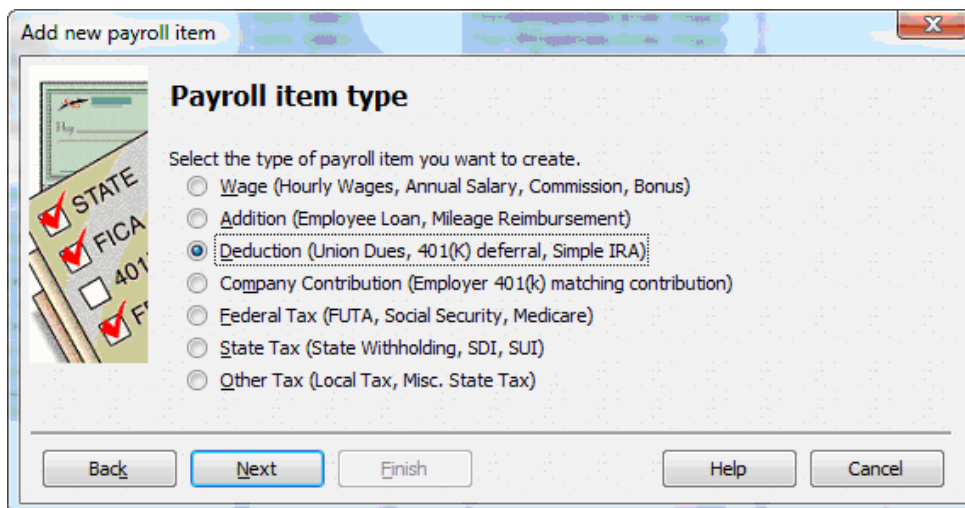 Add new payroll item
Payroll item type
Select the type of payroll item you want to create.
Wage (Hourly Wages, Annual Salary, Commission, Bonus)
Addition (Employee Loan, Mileage Reimbursement)
Deduction (Union Dues, 401(K) deferral, Simple IRA)
Company Contribution (Employer 401(k) matching contribution)
Federal Tax (FUTA, Social Security, Medicare)
State Tax (State Withholding, SDI, SUI)
Other Tax (Local Tax, Misc. State Tax)
Pay
STATE
FICA
401
F
Back
Next
Finish
Help
Cancel